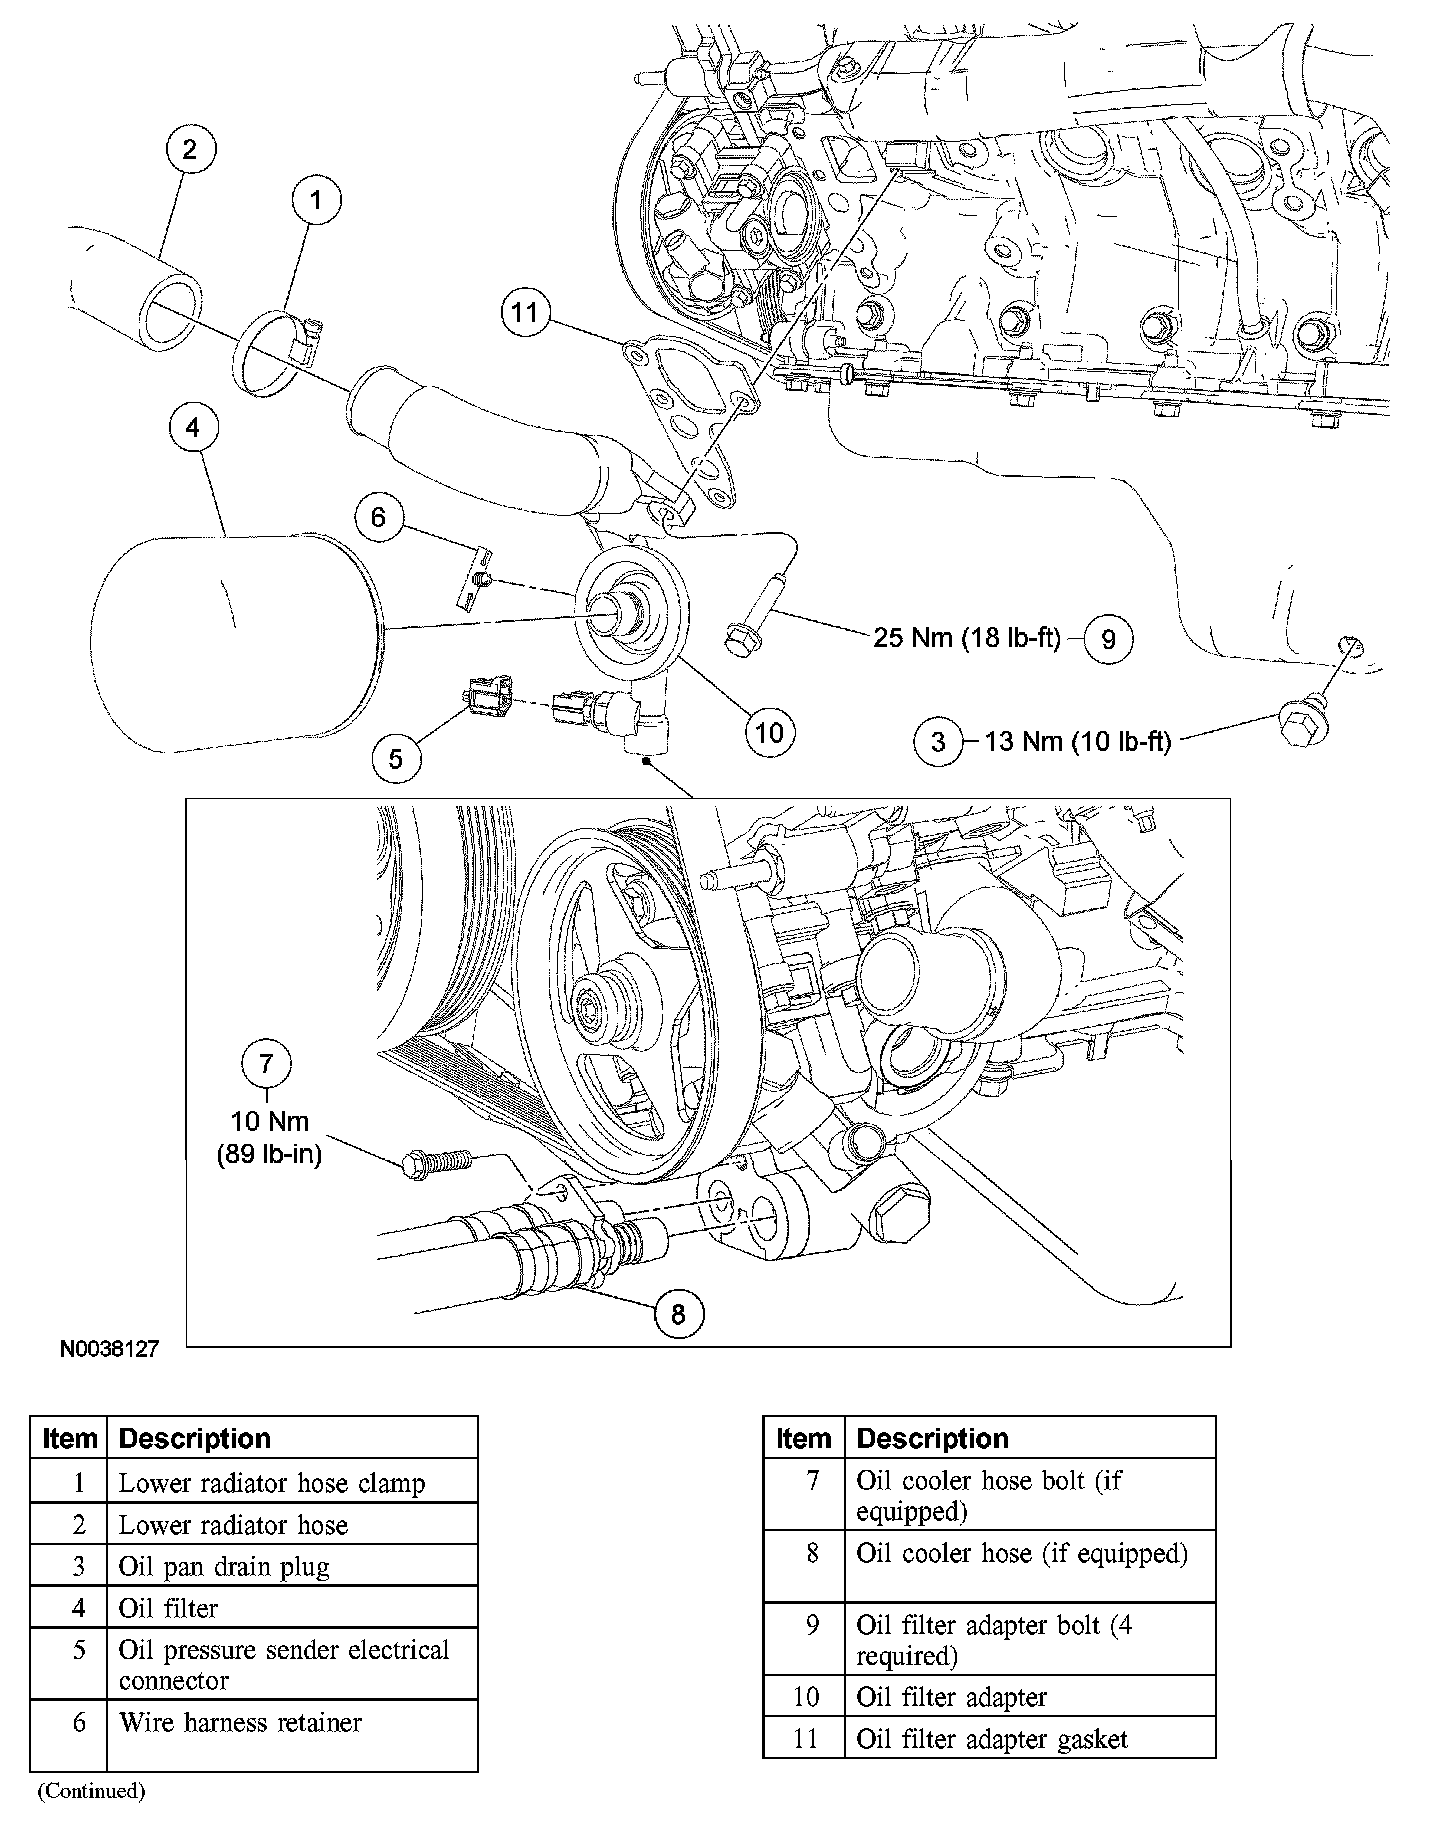 2
1
11
4
6
25 Nm (18 lb-ft)
9
5
10
3
13 Nm (10 lb-ft)
7
10 Nm
(89 lb-in)
8
N0038127
Item Description
1 Lower radiator hose clamp
2 Lower radiator hose
3 Oil pan drain plug
4 Oil filter
5 Oil pressure sender electrical
connector
6 Wire harness retainer
(Continued)
Item Description
7 Oil cooler hose bolt (if
equipped)
8 Oil cooler hose (if equipped)
9 Oil filter adapter bolt (4
required)
10 Oil filter adapter
11 Oil filter adapter gasket